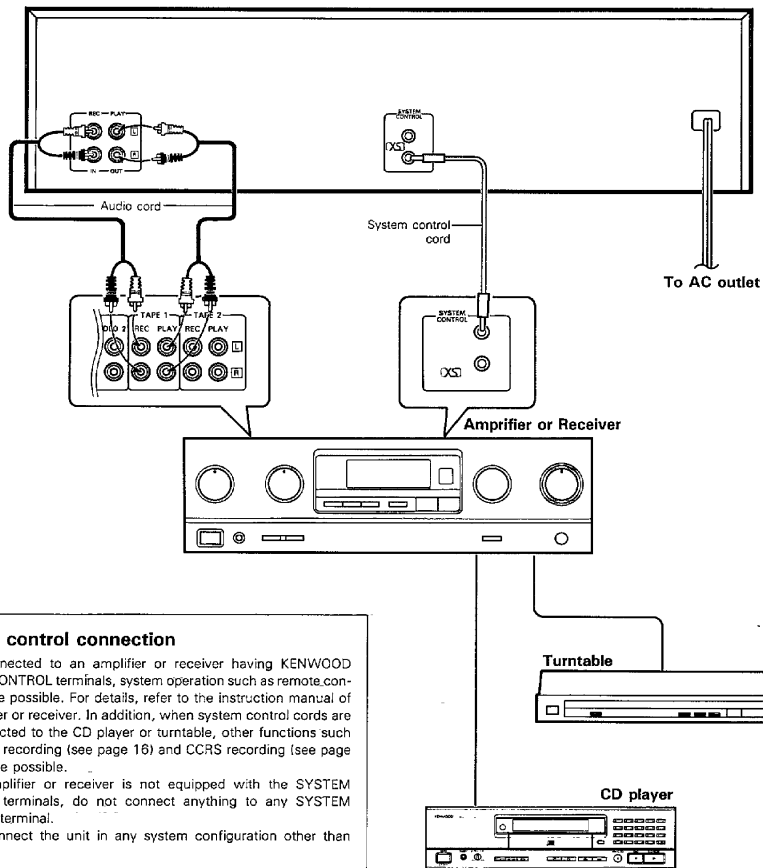 REC PLAY
L
R
IN OUT
SYSTEM
CONTROL
XS
Audio cord
System control
cord
To AC outlet
TAPE 1 TAPE 2
2 REC PLAY REC PLAY
L
R
SYSTEM
CONTROL
XS
Amprifier or Receiver
control connection
nected to an amplifier or receiver having KENWOOD
ONTROL terminals, system operation such as remote con-
e possible. For details, refer to the instruction manual of
er or receiver. In addition, when system control cords are
cted to the CD player or turntable, other functions such
recording (see page 16) and CCRS recording (see page
e possible.
plifier or receiver is not equipped with the SYSTEM
terminals, do not connect anything to any SYSTEM
terminal.
nnect the unit in any system configuration other than
Turntable
CD player
KENWOOD